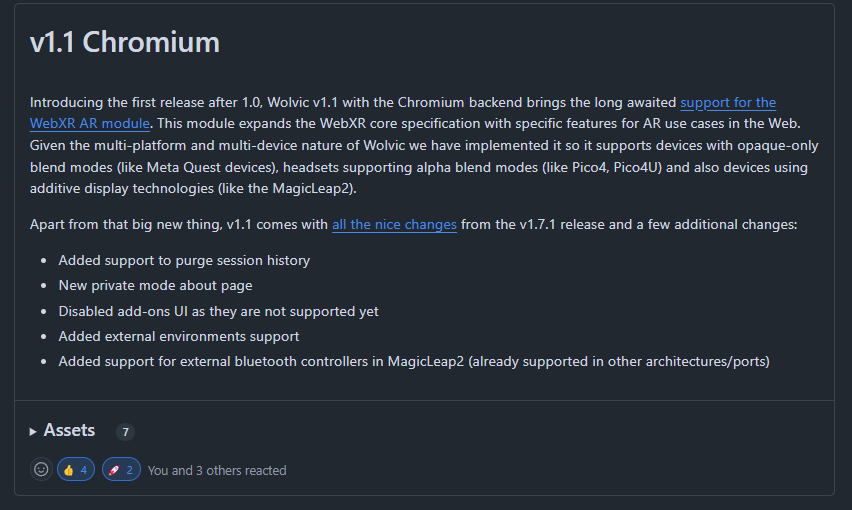 v1.1 Chromium
Introducing the first release after 1.0, Wolvic v1.1 with the Chromium backend brings the long awaited support for the
WebXR AR module. This module expands the WebXR core specification with specific features for AR use cases in the Web.
Given the multi-platform and multi-device nature of Wolvic we have implemented it so it supports devices with opaque-only
blend modes (like Meta Quest devices), headsets supporting alpha blend modes (like Pico4, Pico4U) and also devices using
additive display technologies (like the MagicLeap2).
Apart from that big new thing, v1.1 comes with all the nice changes from the v1.7.1 release and a few additional changes:
• Added support to purge session history
• New private mode about page
• Disabled add-ons UI as they are not supported yet
• Added external environments support
• Added support for external bluetooth controllers in MagicLeap2 (already supported in other architectures/ports)
Assets 7
👍 4 🚀 2 You and 3 others reacted